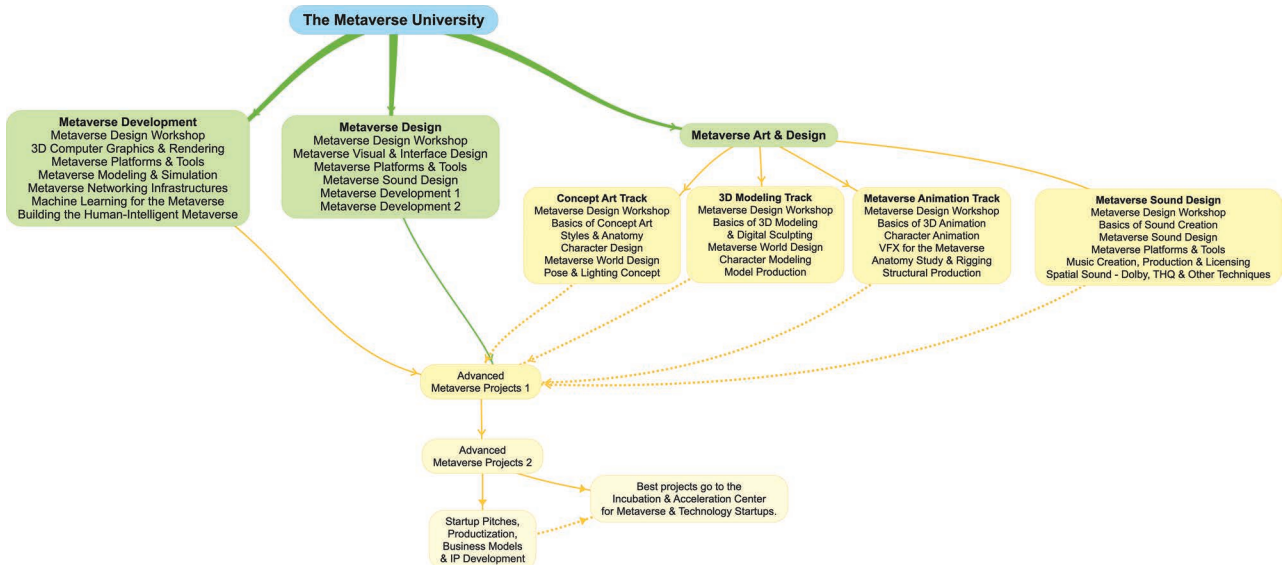 The Metaverse University
Metaverse Development
Metaverse Design Workshop
3D Computer Graphics & Rendering
Metaverse Platforms & Tools
Metaverse Modeling & Simulation
Metaverse Networking Infrastructures
Machine Learning for the Metaverse
Building the Human-Intelligent Metaverse
Metaverse Design
Metaverse Design Workshop
Metaverse Visual & Interface Design
Metaverse Platforms & Tools
Metaverse Sound Design
Metaverse Development 1
Metaverse Development 2
Metaverse Art & Design
Concept Art Track
Metaverse Design Workshop
Basics of Concept Art
Styles & Anatomy
Character Design
Metaverse World Design
Pose & Lighting Concept
3D Modeling Track
Metaverse Design Workshop
Basics of 3D Modeling
& Digital Sculpting
Metaverse World Design
Character Modeling
Model Production
Metaverse Animation Track
Metaverse Design Workshop
Basics of 3D Animation
Character Animation
VFX for the Metaverse
Anatomy Study & Rigging
Structural Production
Metaverse Sound Design
Metaverse Design Workshop
Basics of Sound Creation
Metaverse Sound Design
Metaverse Platforms & Tools
Music Creation, Production & Licensing
Spatial Sound - Dolby, THQ & Other Techniques
Advanced
Metaverse Projects 1
Advanced
Metaverse Projects 2
Best projects go to the
Incubation & Acceleration Center
for Metaverse & Technology Startups.
Startup Pitches,
Productization,
Business Models
& IP Development